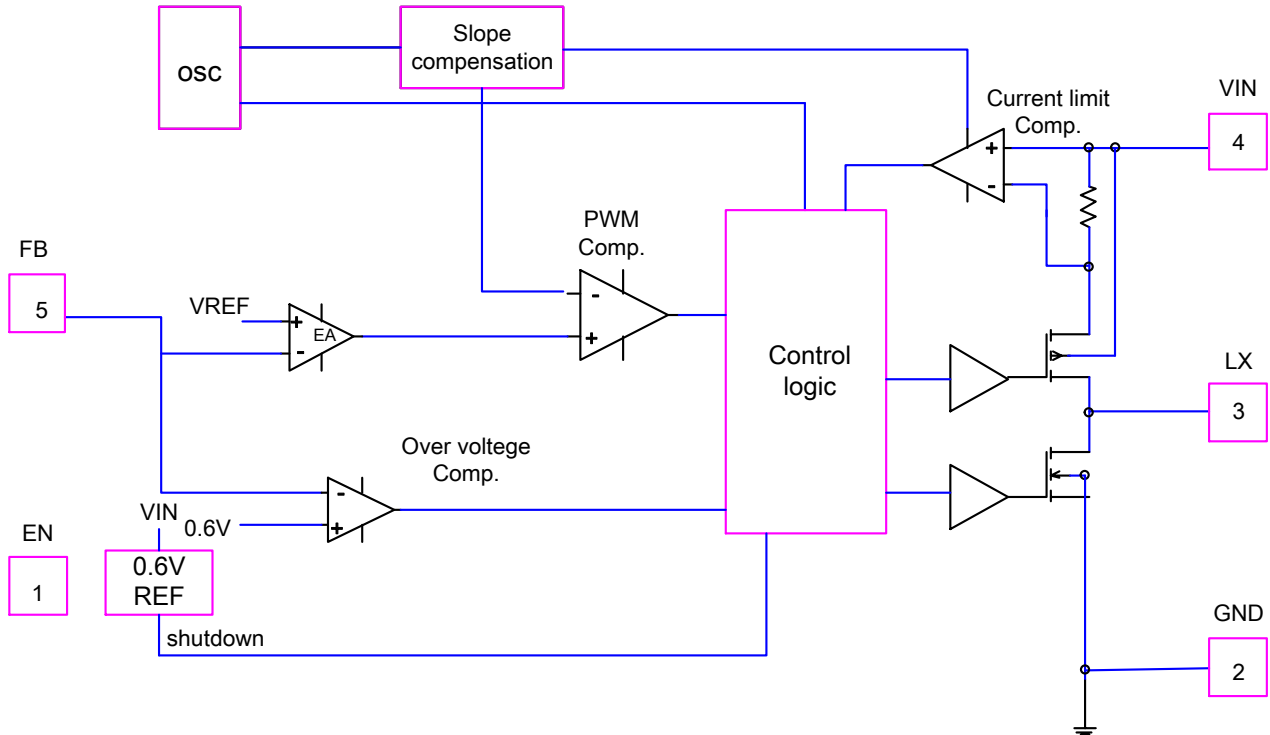 OSC
Slope
compensation
Current limit
Comp.
VIN
4
+
-
PWM
Comp.
FB
5
VREF
+
EA
-
-
+
Control
logic
LX
3
Over voltege
Comp.
-
+
VIN
0.6V
EN
1
0.6V
REF
shutdown
GND
2